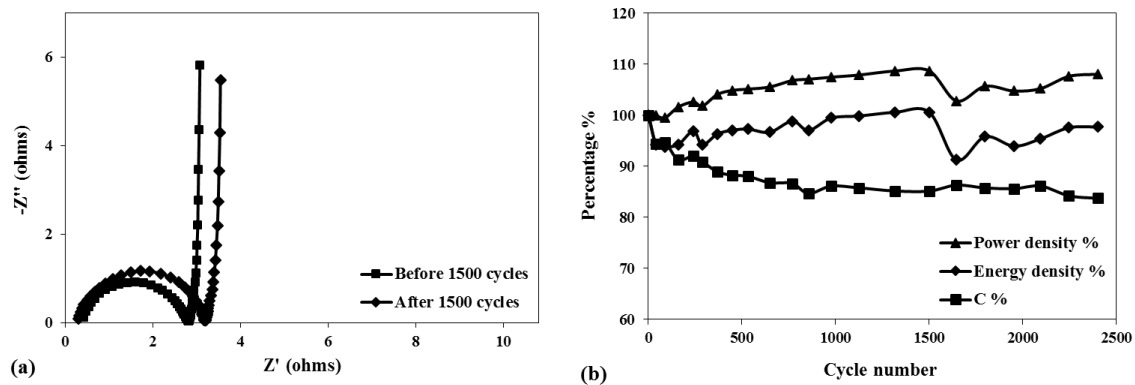 6
4
2
0
-Z'' (ohms)
0 2 4 6 8 10
Z' (ohms)
Before 1500 cycles
After 1500 cycles
(a)
120
110
100
90
80
70
60
Percentage %
0 500 1000 1500 2000 2500
Cycle number
Power density %
Energy density %
C %
(b)